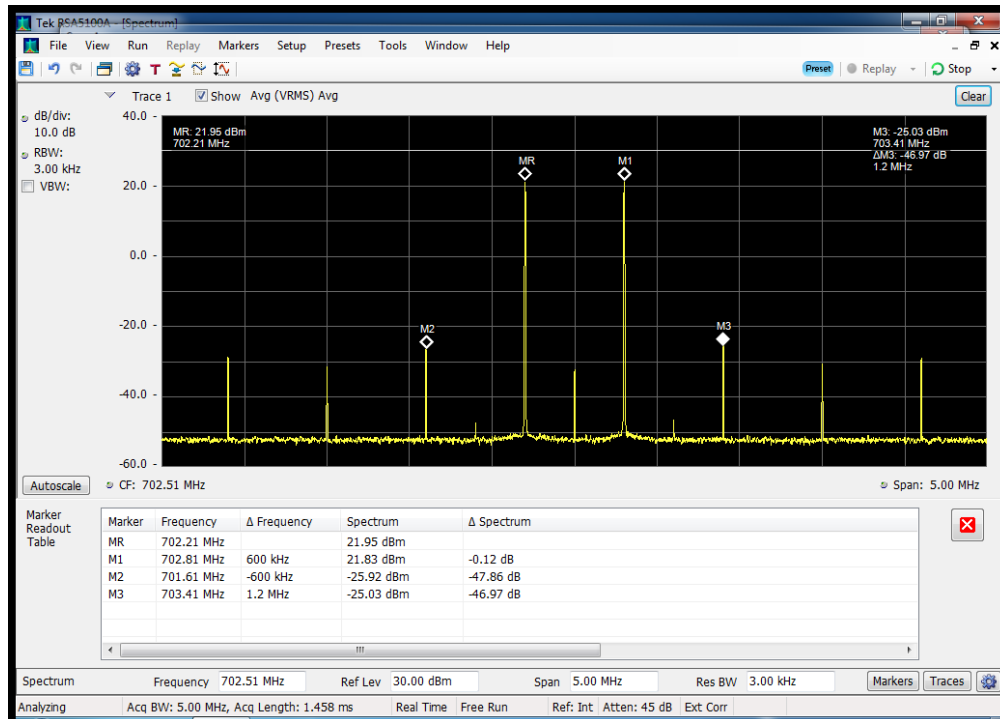 Tek RSA5100A - [Spectrum]
File View Run Replay Markers Setup Presets Tools Window Help
T Preset Replay Stop
Trace 1 Show Avg (VRMS) Avg Clear
dB/div:
10.0 dB
RBW:
3.00 kHz
VBW:
40.0
20.0
0.0
-20.0
-40.0
-60.0
MR: 21.95 dBm
702.21 MHz
M3: -25.03 dBm
703.41 MHz
ΔM3: -46.97 dB
1.2 MHz
MR M1
M2 M3
Autoscale CF: 702.51 MHz Span: 5.00 MHz
Marker
Readout
Table
Marker Frequency Δ Frequency Spectrum Δ Spectrum
MR 702.21 MHz 21.95 dBm
M1 702.81 MHz 600 kHz 21.83 dBm -0.12 dB
M2 701.61 MHz -600 kHz -25.92 dBm -47.86 dB
M3 703.41 MHz 1.2 MHz -25.03 dBm -46.97 dB
Spectrum Frequency 702.51 MHz Ref Lev 30.00 dBm Span 5.00 MHz Res BW 3.00 kHz Markers Traces
Analyzing Acq BW: 5.00 MHz, Acq Length: 1.458 ms Real Time Free Run Ref: Int Atten: 45 dB Ext Corr